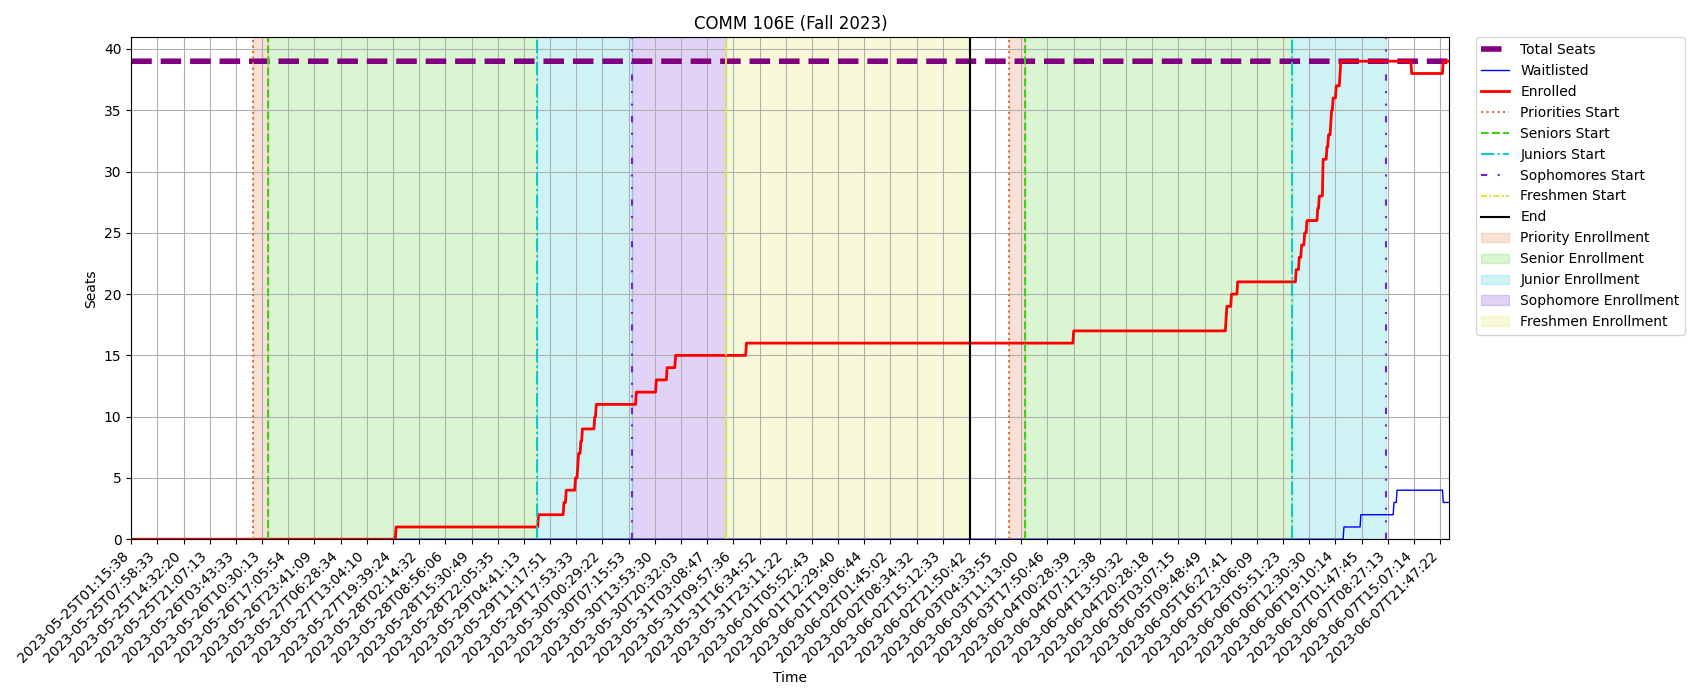 COMM 106E (Fall 2023)
40
35
30
25
20
15
10
5
0
Seats
2023-05-25T01:15:38
2023-05-25T07:58:33
2023-05-25T14:32:20
2023-05-25T21:07:13
2023-05-26T03:43:33
2023-05-26T10:30:13
2023-05-26T17:05:54
2023-05-26T23:41:09
2023-05-27T06:28:34
2023-05-27T13:04:10
2023-05-27T19:39:24
2023-05-28T02:14:32
2023-05-28T08:56:06
2023-05-28T15:30:49
2023-05-28T22:05:35
2023-05-29T04:41:13
2023-05-29T11:17:51
2023-05-29T17:53:33
2023-05-30T00:29:22
2023-05-30T07:15:53
2023-05-30T13:53:30
2023-05-30T20:32:03
2023-05-31T03:08:47
2023-05-31T09:57:36
2023-05-31T16:34:52
2023-05-31T23:11:22
2023-06-01T05:52:43
2023-06-01T12:29:40
2023-06-01T19:06:44
2023-06-02T01:45:02
2023-06-02T08:34:32
2023-06-02T15:12:33
2023-06-02T21:50:42
2023-06-03T04:33:55
2023-06-03T11:13:00
2023-06-03T17:50:46
2023-06-04T00:28:39
2023-06-04T07:12:38
2023-06-04T13:50:32
2023-06-04T20:28:18
2023-06-05T03:07:15
2023-06-05T09:48:49
2023-06-05T16:27:41
2023-06-05T23:06:09
2023-06-06T05:51:23
2023-06-06T12:30:30
2023-06-06T19:10:14
2023-06-07T01:47:45
2023-06-07T08:27:13
2023-06-07T15:07:14
2023-06-07T21:47:22
Time
Total Seats
Waitlisted
Enrolled
Priorities Start
Seniors Start
Juniors Start
Sophomores Start
Freshmen Start
End
Priority Enrollment
Senior Enrollment
Junior Enrollment
Sophomore Enrollment
Freshmen Enrollment